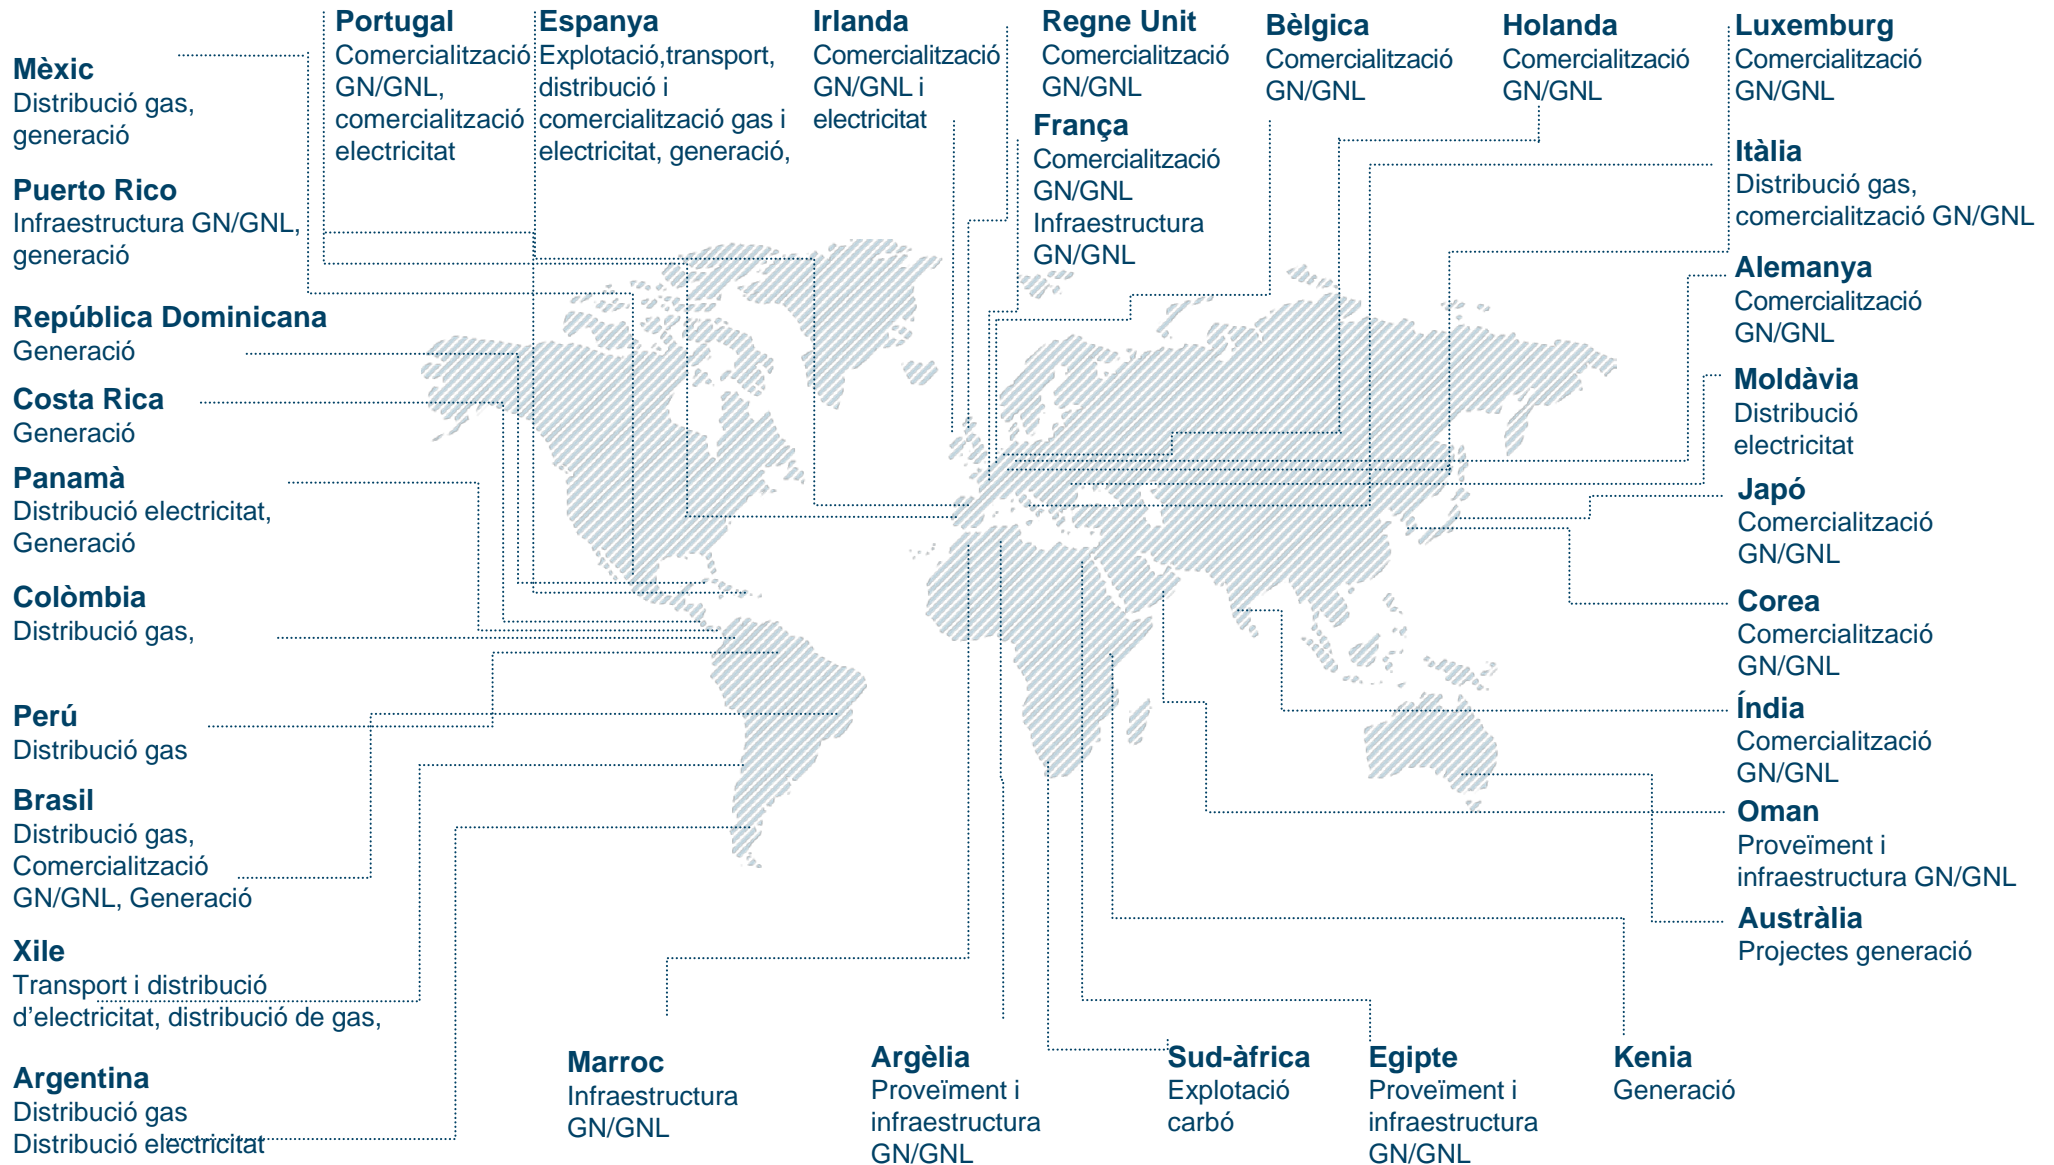 Mèxic
Distribució gas,
generació
Puerto Rico
Infraestructura GN/GNL,
generació
República Dominicana
Generació
Costa Rica
Generació
Panamà
Distribució electricitat,
Generació
Colòmbia
Distribució gas,
Perú
Distribució gas
Brasil
Distribució gas,
Comercialització
GN/GNL, Generació
Xile
Transport i distribució
d’electricitat, distribució de gas,
Argentina
Distribució gas
Distribució electricitat
Portugal
Comercialització
GN/GNL,
comercialització
electricitat
Espanya
Explotació,transport,
distribució i
comercialització gas i
electricitat, generació,
Irlanda
Comercialització
GN/GNL i
electricitat
Regne Unit
Comercialització
GN/GNL
França
Comercialització
GN/GNL
Infraestructura
GN/GNL
Bèlgica
Comercialització
GN/GNL
Holanda
Comercialització
GN/GNL
Luxemburg
Comercialització
GN/GNL
Itàlia
Distribució gas,
comercialització GN/GNL
Alemanya
Comercialització
GN/GNL
Moldàvia
Distribució
electricitat
Japó
Comercialització
GN/GNL
Corea
Comercialització
GN/GNL
Índia
Comercialització
GN/GNL
Oman
Proveïment i
infraestructura GN/GNL
Austràlia
Projectes generació
Marroc
Infraestructura
GN/GNL
Argèlia
Proveïment i
infraestructura
GN/GNL
Sud-àfrica
Explotació
carbó
Egipte
Proveïment i
infraestructura
GN/GNL
Kenia
Generació